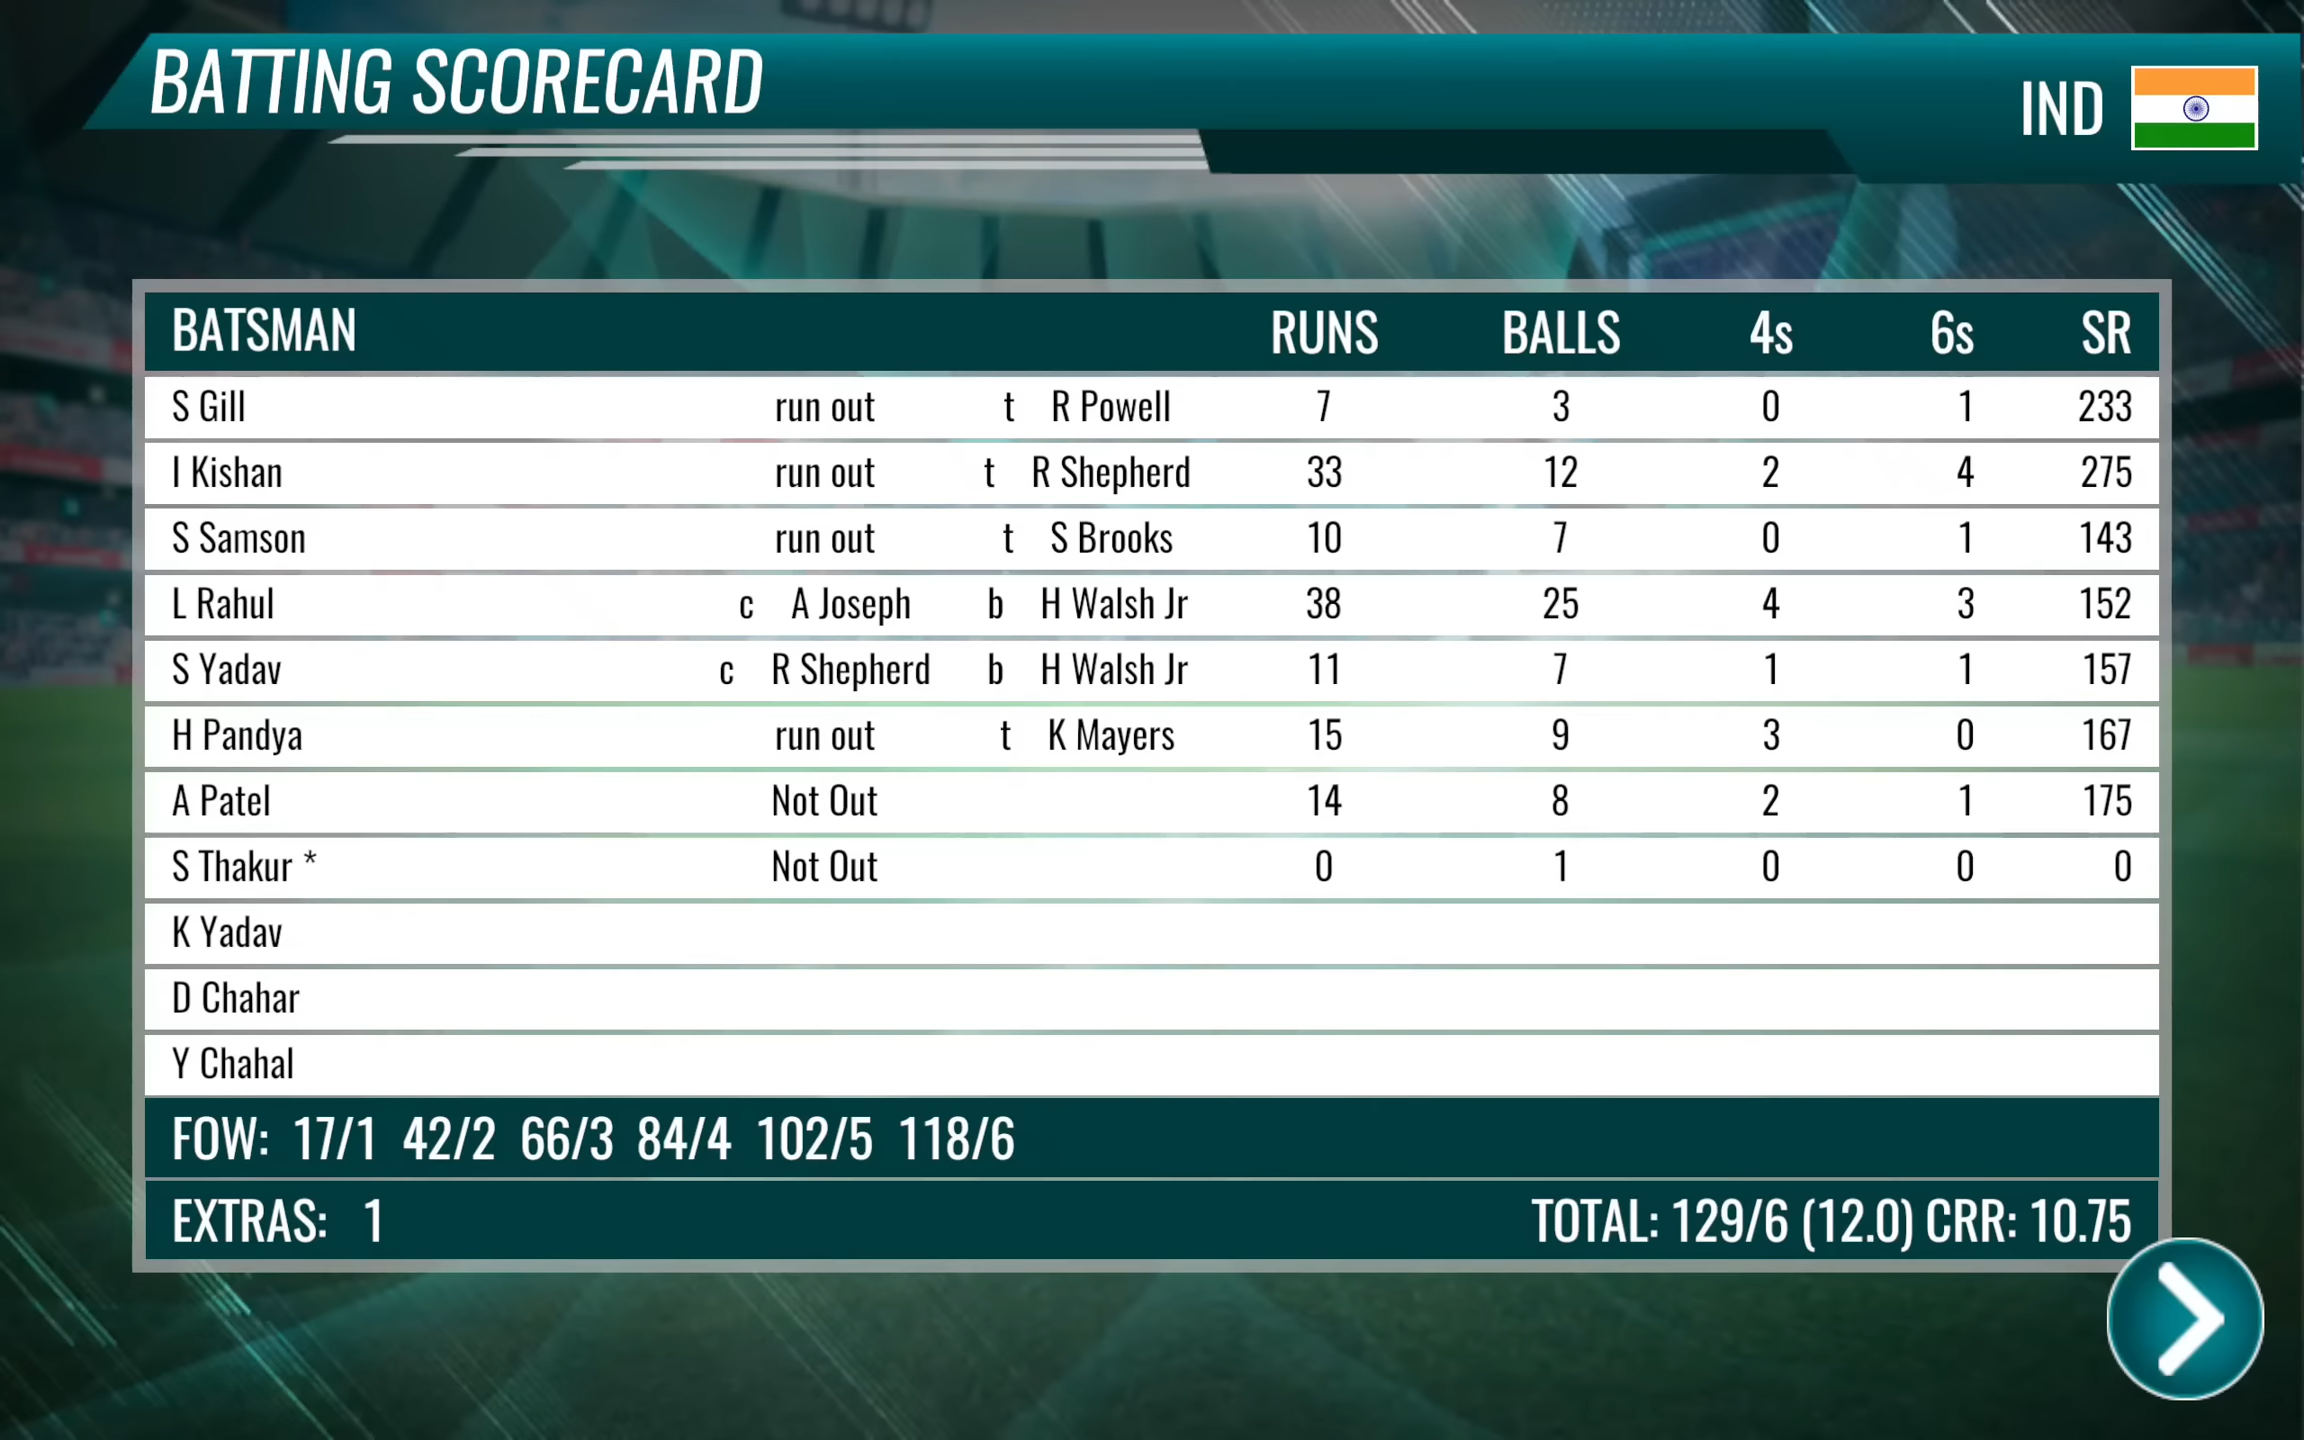 BATTING SCORECARD
IND
BATSMAN RUNS BALLS 4s 6s SR
S Gill run out t R Powell 7 3 0 1 233
I Kishan run out t R Shepherd 33 12 2 4 275
S Samson run out t S Brooks 10 7 0 1 143
L Rahul c A Joseph b H Walsh Jr 38 25 4 3 152
S Yadav c R Shepherd b H Walsh Jr 11 7 1 1 157
H Pandya run out t K Mayers 15 9 3 0 167
A Patel Not Out 14 8 2 1 175
S Thakur * Not Out 0 1 0 0 0
K Yadav
D Chahar
Y Chahal
FOW: 17/1 42/2 66/3 84/4 102/5 118/6
EXTRAS: 1 TOTAL: 129/6 (12.0) CRR: 10.75